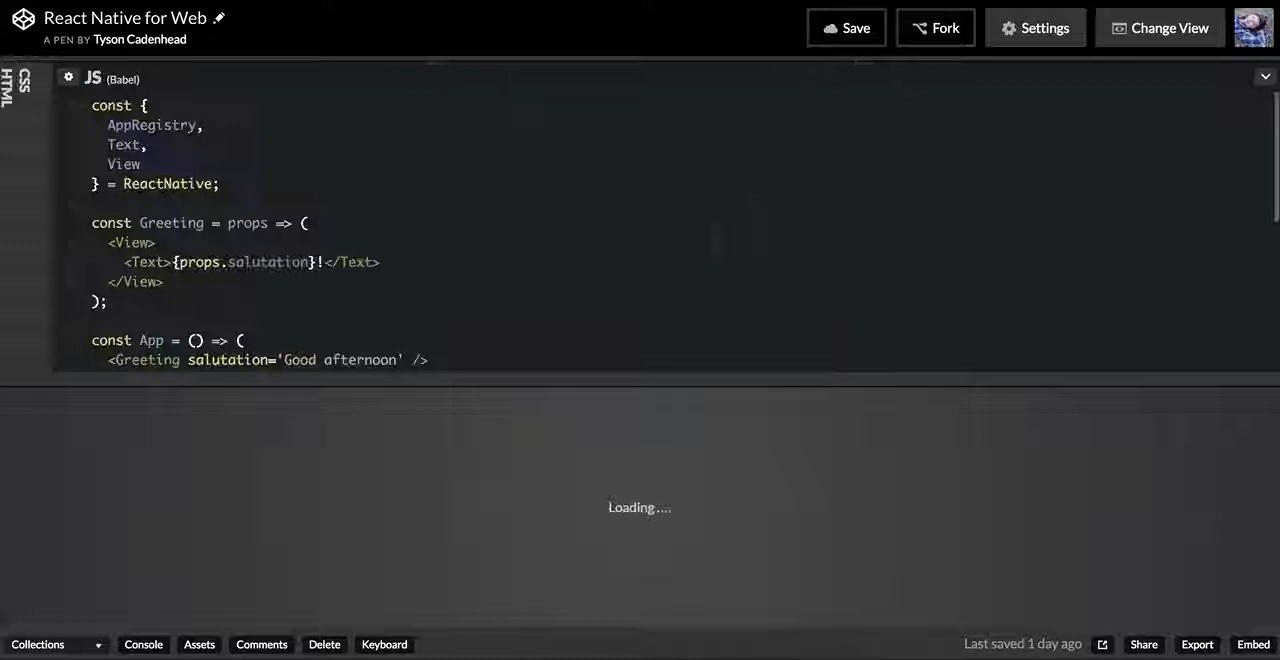 React Native for Web
A PEN BY Tyson Cadenhead
Save
Fork
Settings
Change View
HTML
CSS
JS (Babel)
const {
AppRegistry,
Text,
View
} = ReactNative;
const Greeting = props => (
<View>
<Text>{props.salutation}!</Text>
</View>
);
const App = () => (
<Greeting salutation='Good afternoon' />
Loading....
Collections
Console
Assets
Comments
Delete
Keyboard
Last saved 1 day ago
Share
Export
Embed